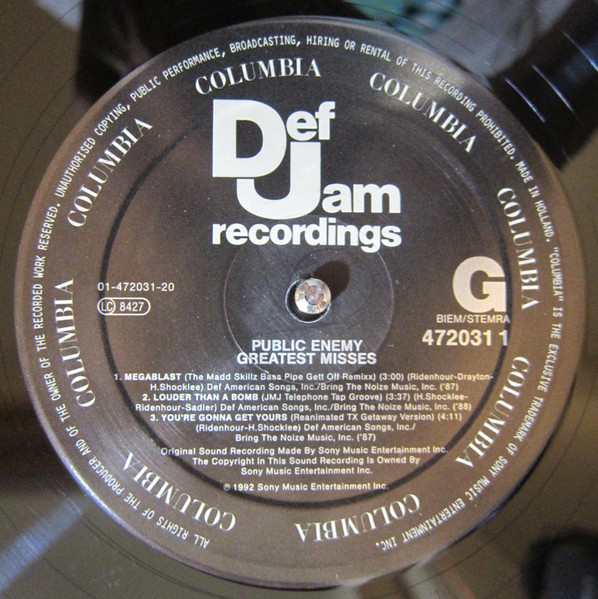 ALL RIGHTS OF THE PRODUCER AND OF THE OWNER OF THE RECORDED WORK RESERVED. UNAUTHORISED COPYING, PUBLIC PERFORMANCE, BROADCASTING, HIRING OR RENTAL OF THIS RECORDING PROHIBITED. MADE IN HOLLAND. "COLUMBIA" IS THE EXCLUSIVE TRADEMARK OF SONY MUSIC ENTERTAINMENT INC.
COLUMBIA COLUMBIA COLUMBIA COLUMBIA COLUMBIA COLUMBIA COLUMBIA COLUMBIA COLUMBIA
Def
Jam
recordings
01-472031-20
LC 8427
G
BIEM/STEMRA
472031 1
PUBLIC ENEMY
GREATEST MISSES
1. MEGABLAST (The Madd Skillz Bass Pipe Gett Off Remixx) (3:00) (Ridenhour-Drayton-
H.Shocklee) Def American Songs, Inc./Bring The Noize Music, Inc. ('87)
2. LOUDER THAN A BOMB (JMJ Telephone Tap Groove) (3:37) (H.Shocklee-
Ridenhour-Sadler) Def American Songs, Inc./Bring The Noize Music, Inc. ('88)
3. YOU'RE GONNA GET YOURS (Reanimated TX Getaway Version) (4:11)
(Ridenhour-H.Shocklee) Def American Songs, Inc./
Bring The Noize Music, Inc. ('87)
Original Sound Recording Made By Sony Music Entertainment Inc.
The Copyright In This Sound Recording Is Owned By
Sony Music Entertainment Inc.
℗ 1992 Sony Music Entertainment Inc.